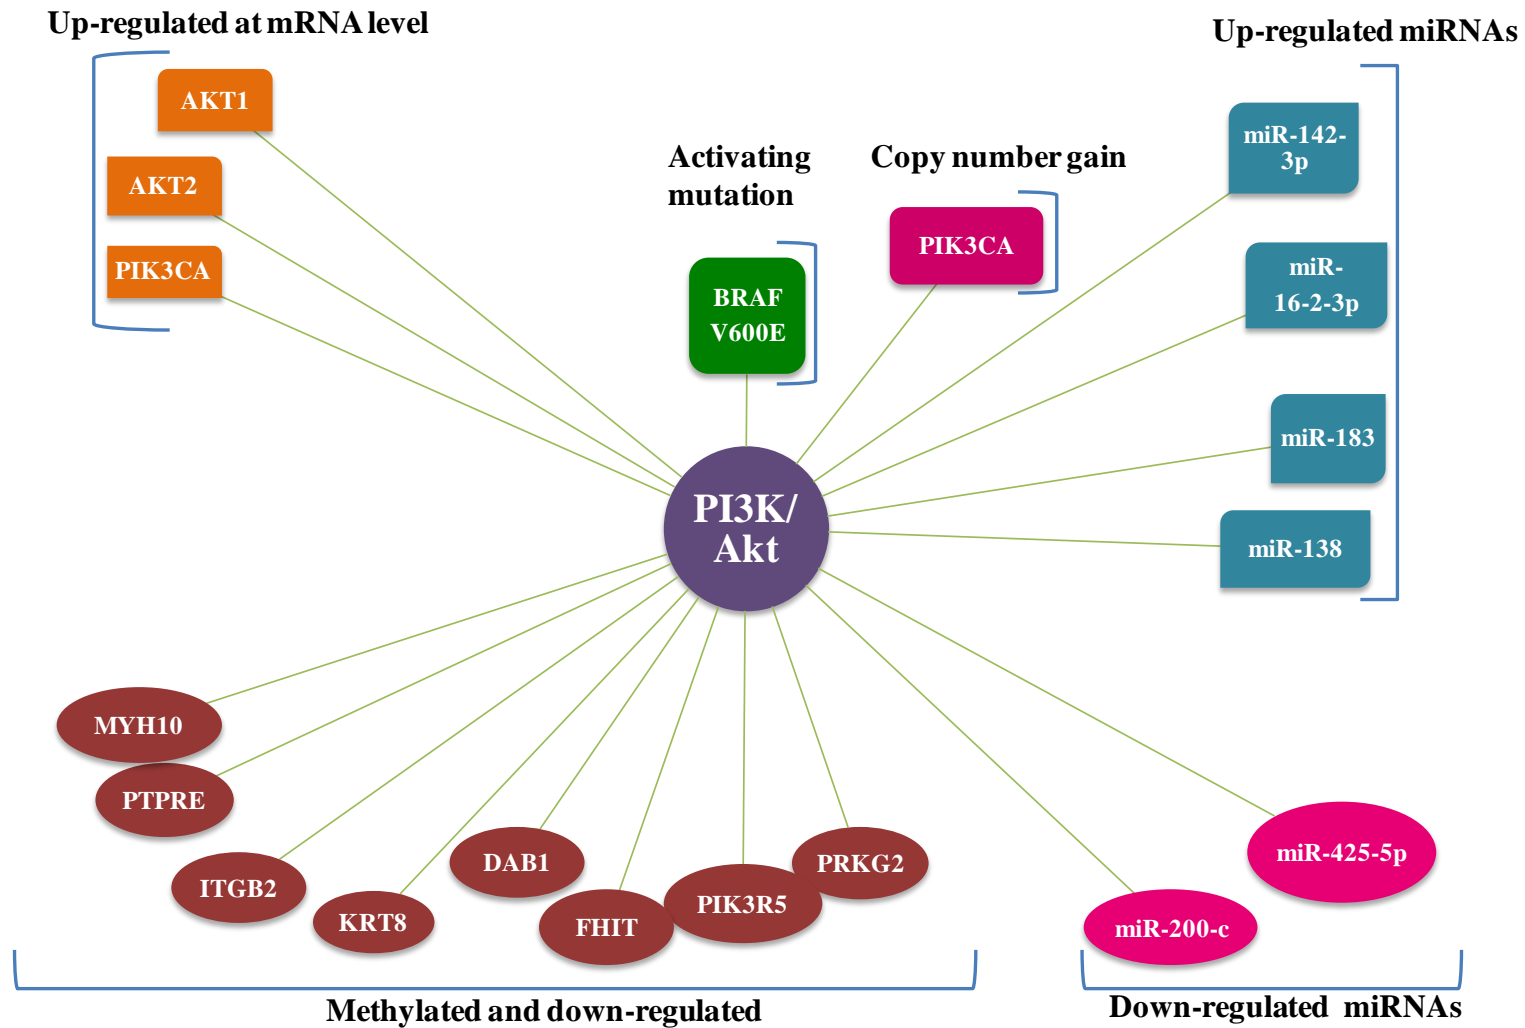 Up-regulated at mRNA level
AKT1
AKT2
PIK3CA
Activating
mutation
BRAF
V600E
Copy number gain
PIK3CA
Up-regulated miRNAs
miR-142-
3p
miR-
16-2-3p
miR-183
miR-138
PI3K/
Akt
MYH10
PTPRE
ITGB2
KRT8
DAB1
FHIT
PIK3R5
PRKG2
Methylated and down-regulated
miR-425-5p
miR-200-c
Down-regulated miRNAs